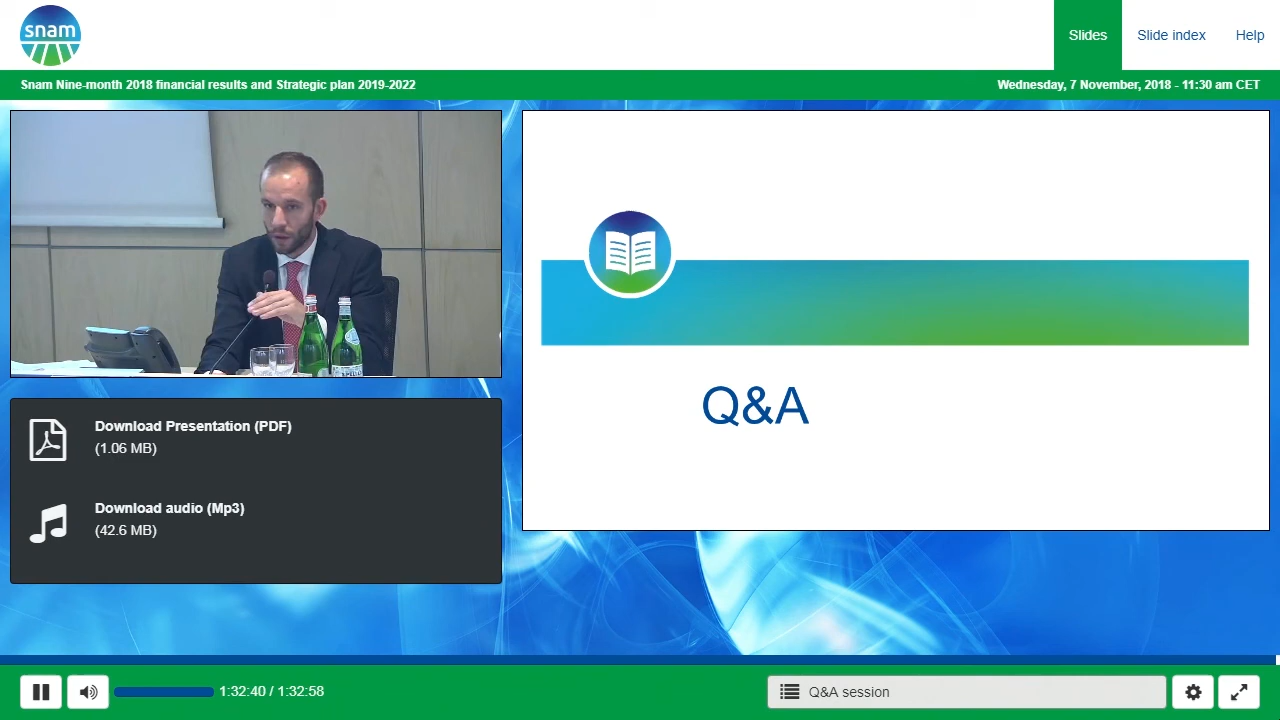 snam
Slides
Slide index
Help
Snam Nine-month 2018 financial results and Strategic plan 2019-2022
Wednesday, 7 November, 2018 - 11:30 am CET
Q&A
Download Presentation (PDF)
(1.06 MB)
Download audio (Mp3)
(42.6 MB)
1:32:40 / 1:32:58
Q&A session